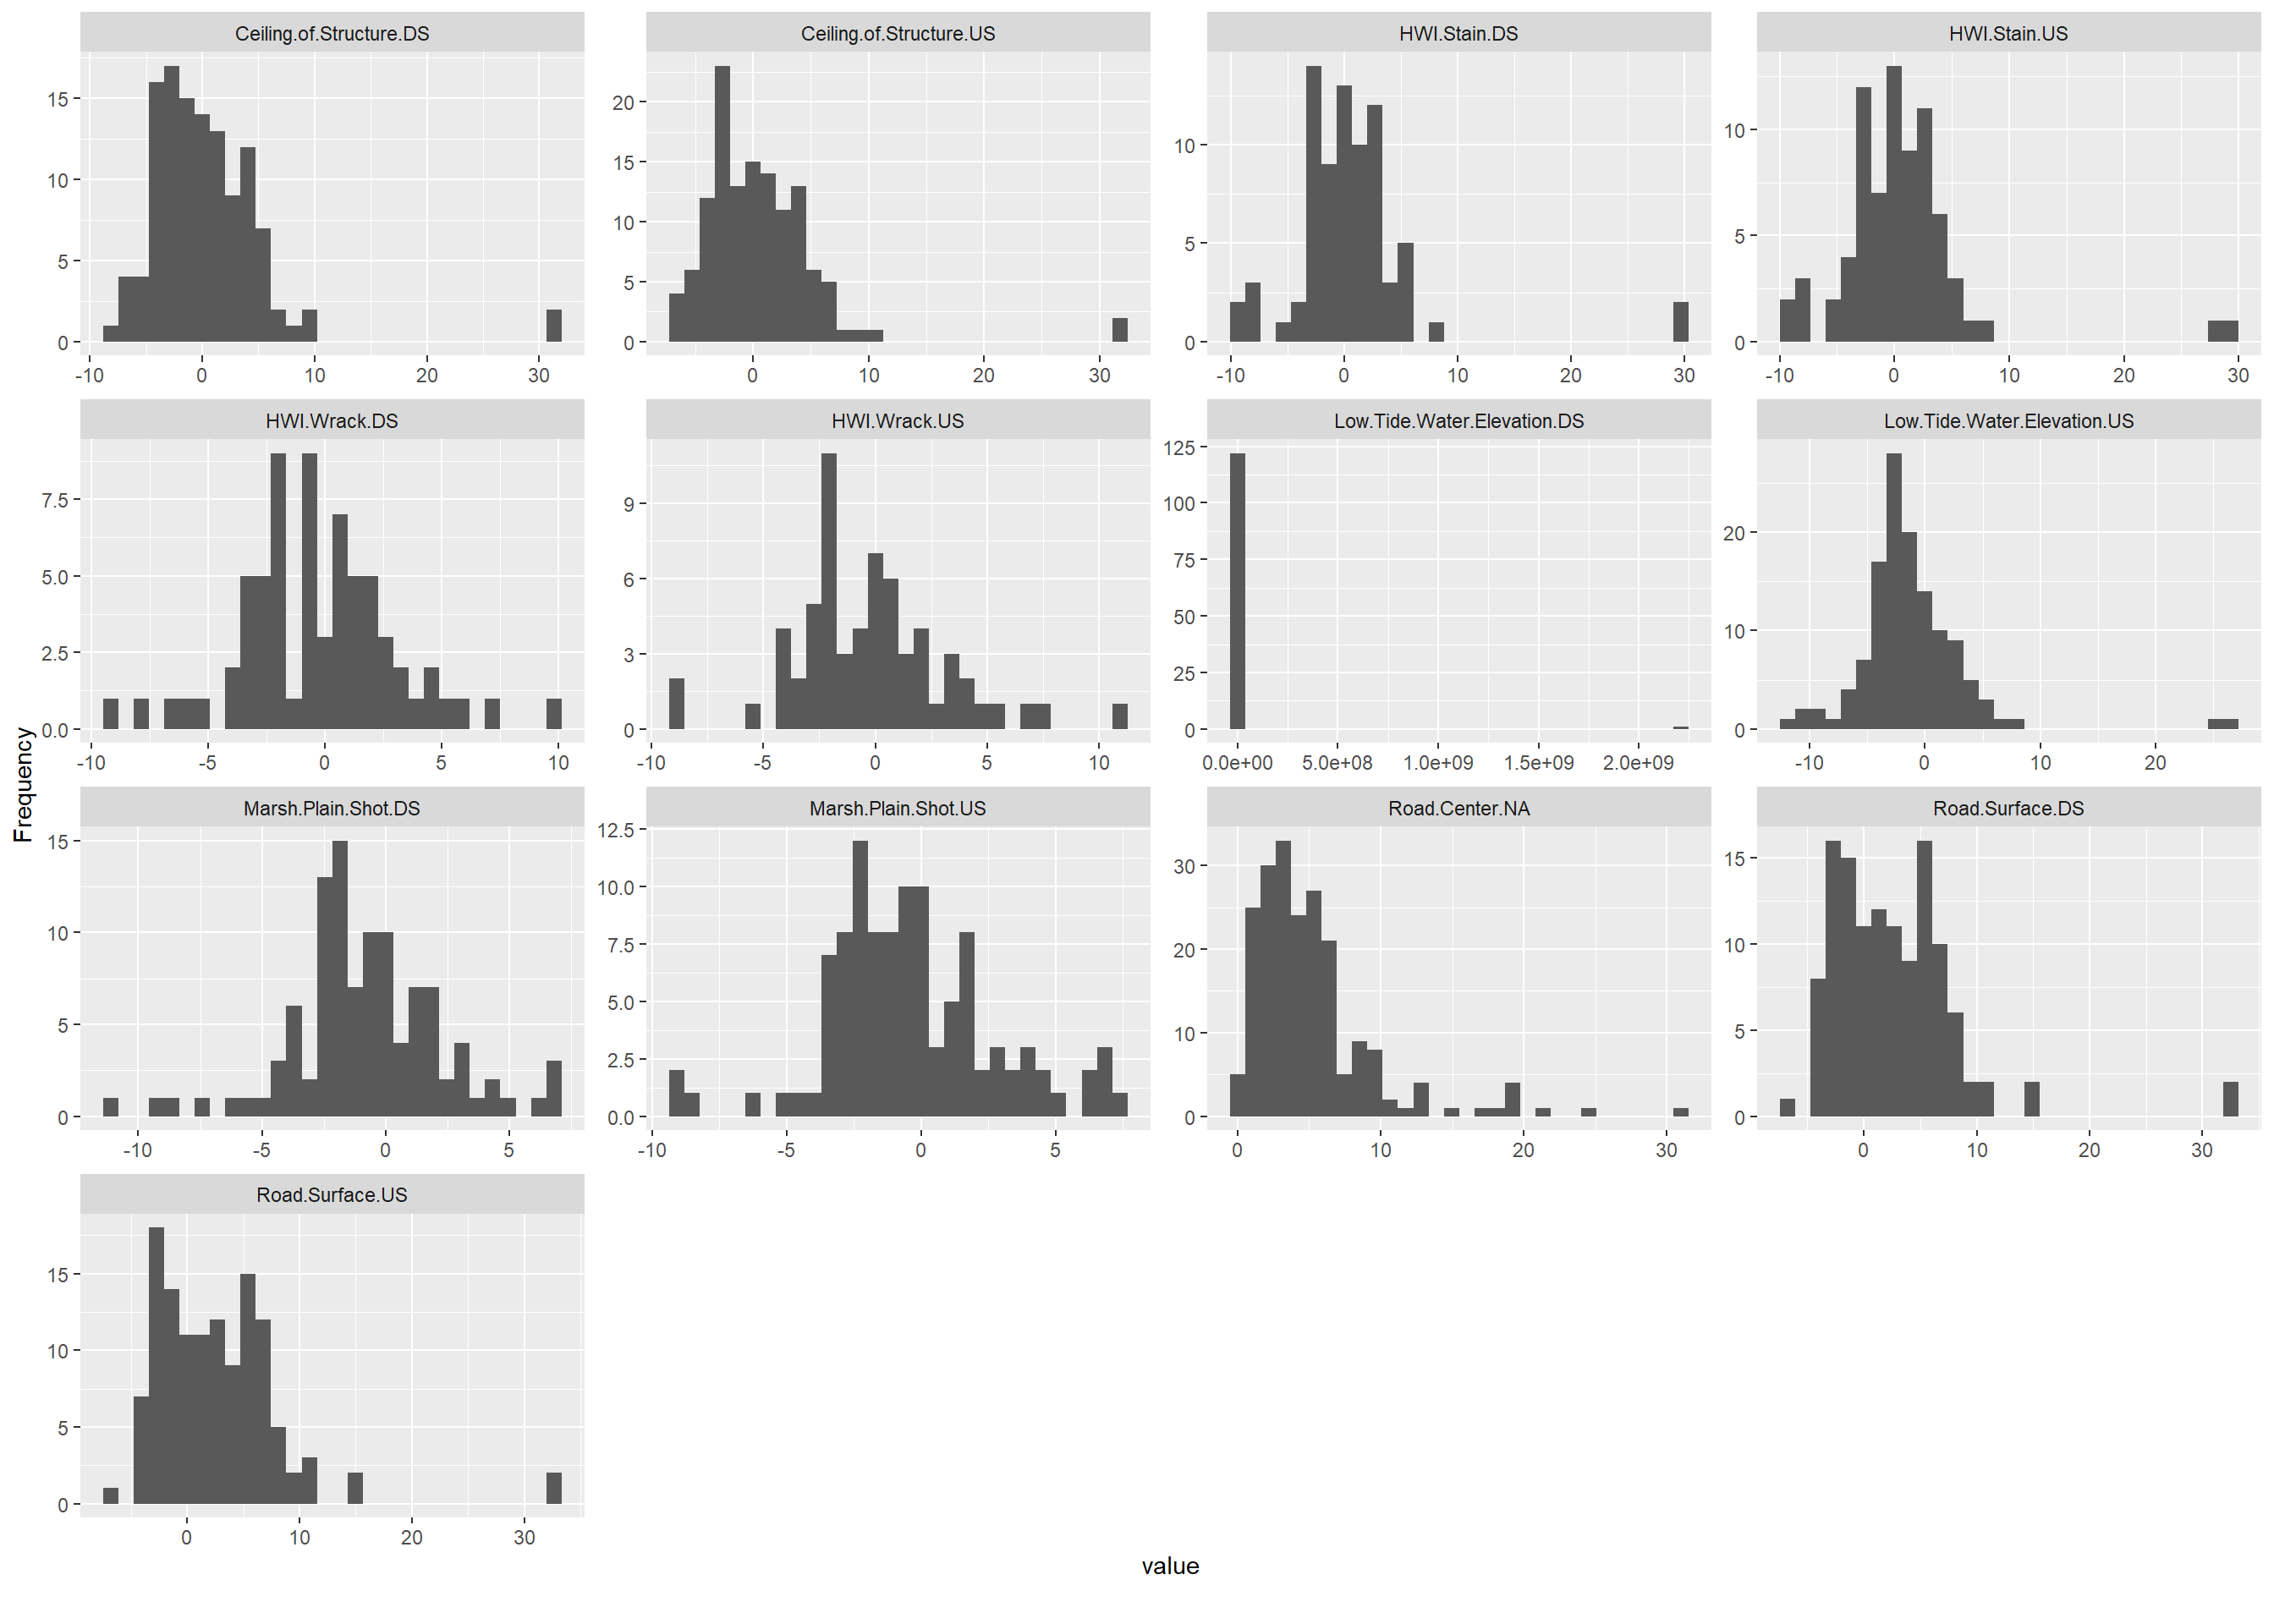 Ceiling.of.Structure.DS Ceiling.of.Structure.US HWI.Stain.DS HWI.Stain.US
15 20 10 10
10 15 5 5
5 10 0 0
0 5
0
-10 0 10 20 30 0 10 20 30 -10 0 10 20 30 -10 0 10 20 30
HWI.Wrack.DS HWI.Wrack.US Low.Tide.Water.Elevation.DS Low.Tide.Water.Elevation.US
7.5 9 125 20
5.0 6 100 10
2.5 3 75 0
0.0 0 50
25
0
-10 -5 0 5 10 -10 -5 0 5 10 0.0e+00 5.0e+08 1.0e+09 1.5e+09 2.0e+09 -10 0 10 20
Frequency
Marsh.Plain.Shot.DS Marsh.Plain.Shot.US Road.Center.NA Road.Surface.DS
15 12.5 30 15
10 10.0 20 10
5 7.5 10 5
0 5.0 0 0
2.5
0.0
-10 -5 0 5 -10 -5 0 5 0 10 20 30 0 10 20 30
Road.Surface.US
15
10
5
0
0 10 20 30
value